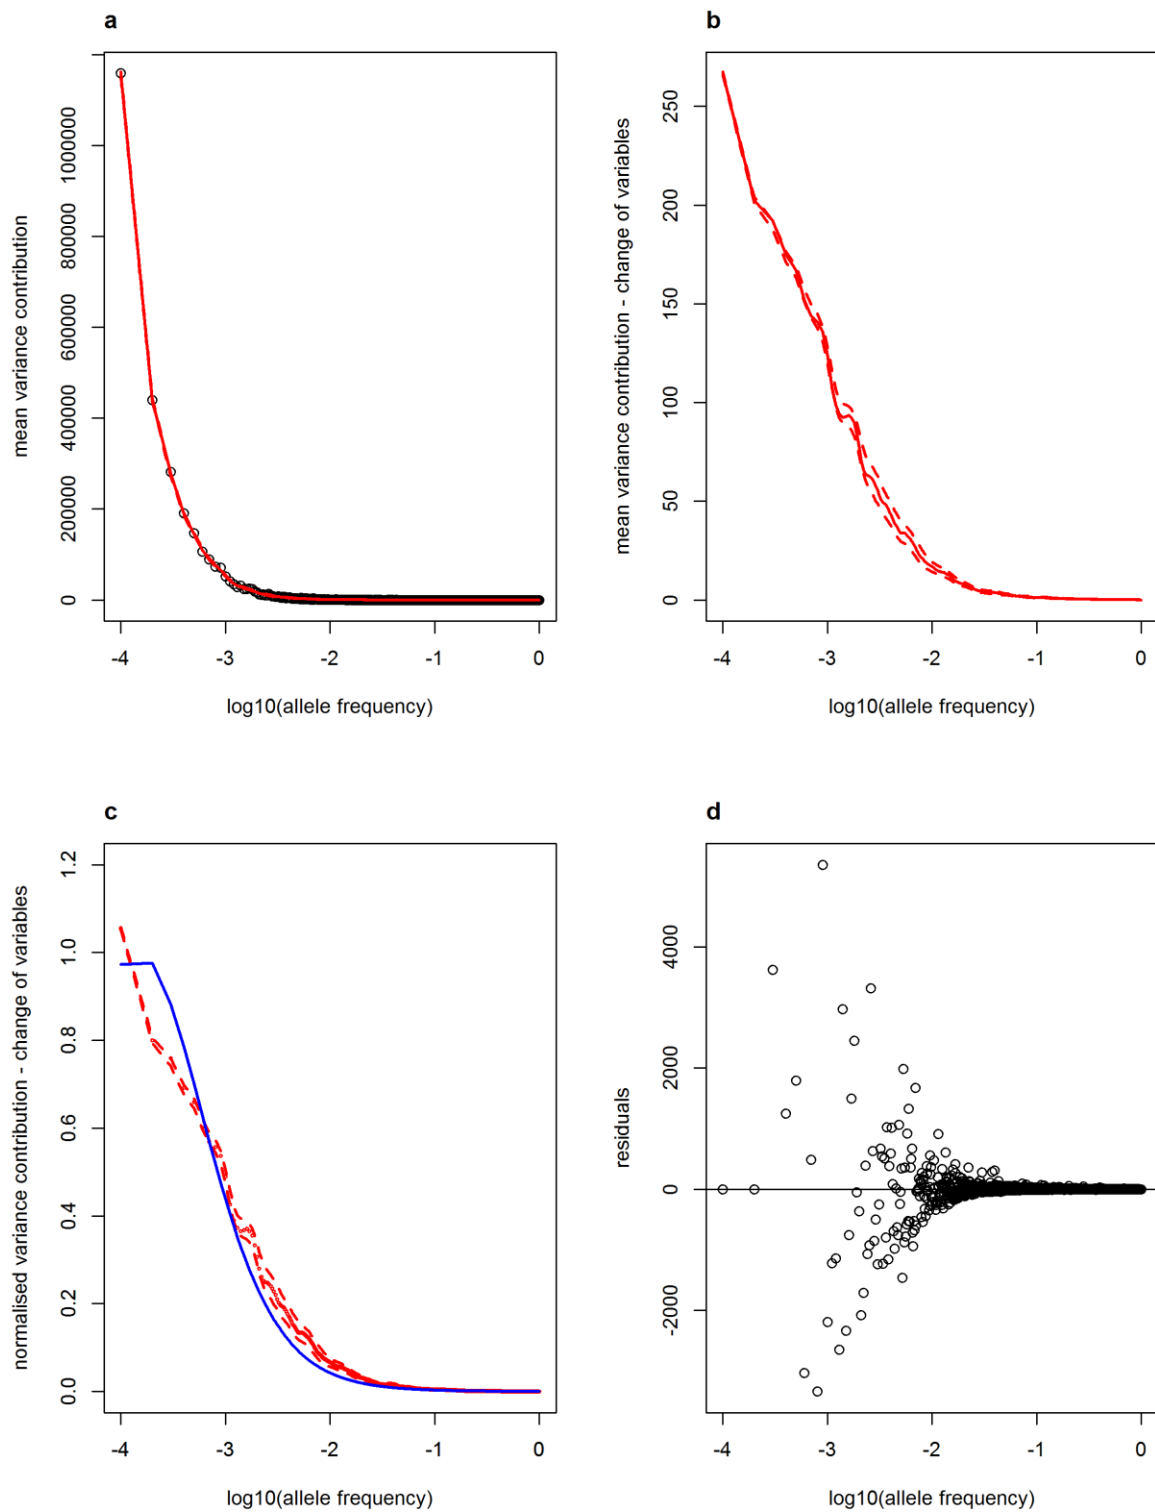 a
mean variance contribution
1000000
800000
600000
400000
200000
0
-4 -3 -2 -1 0
log10(allele frequency)
b
mean variance contribution - change of variables
250
200
150
100
50
0
-4 -3 -2 -1 0
log10(allele frequency)
c
normalised variance contribution - change of variables
1.2
1.0
0.8
0.6
0.4
0.2
0.0
-4 -3 -2 -1 0
log10(allele frequency)
d
residuals
4000
2000
0
-2000
-4 -3 -2 -1 0
log10(allele frequency)